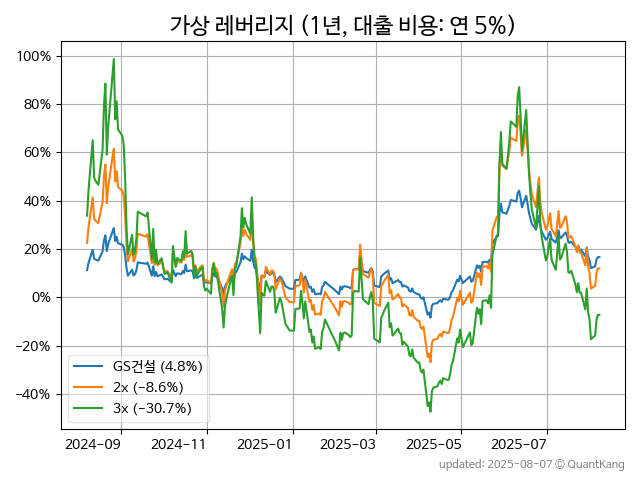 가상 레버리지 (1년, 대출 비용: 연 5%)
100%
80%
60%
40%
20%
0%
−20%
−40%
GS건설 (4.8%)
2x (-8.6%)
3x (-30.7%)
2024-09
2024-11
2025-01
2025-03
2025-05
2025-07
updated: 2025-08-07 © QuantKang